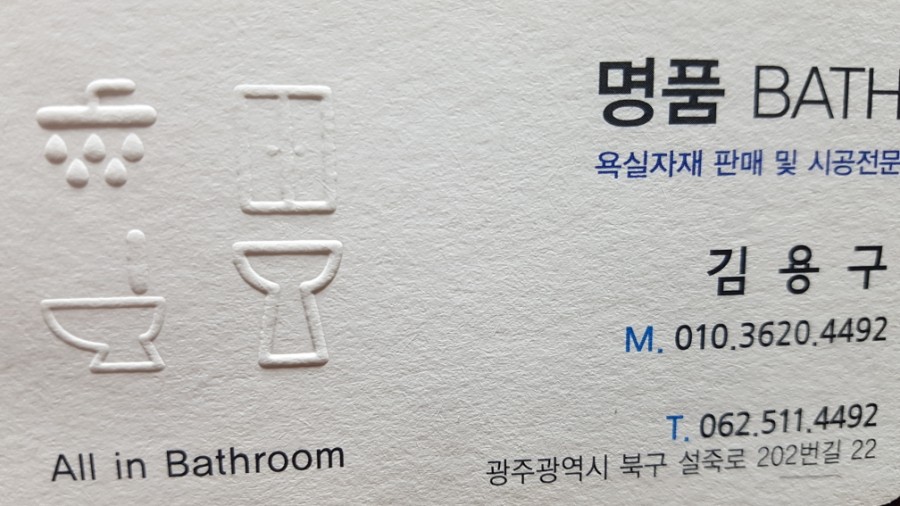 명품 BATH
욕실자재 판매 및 시공전문
김 용 구
M. 010.3620.4492
T. 062.511.4492
광주광역시 북구 설죽로 202번길 22
All in Bathroom